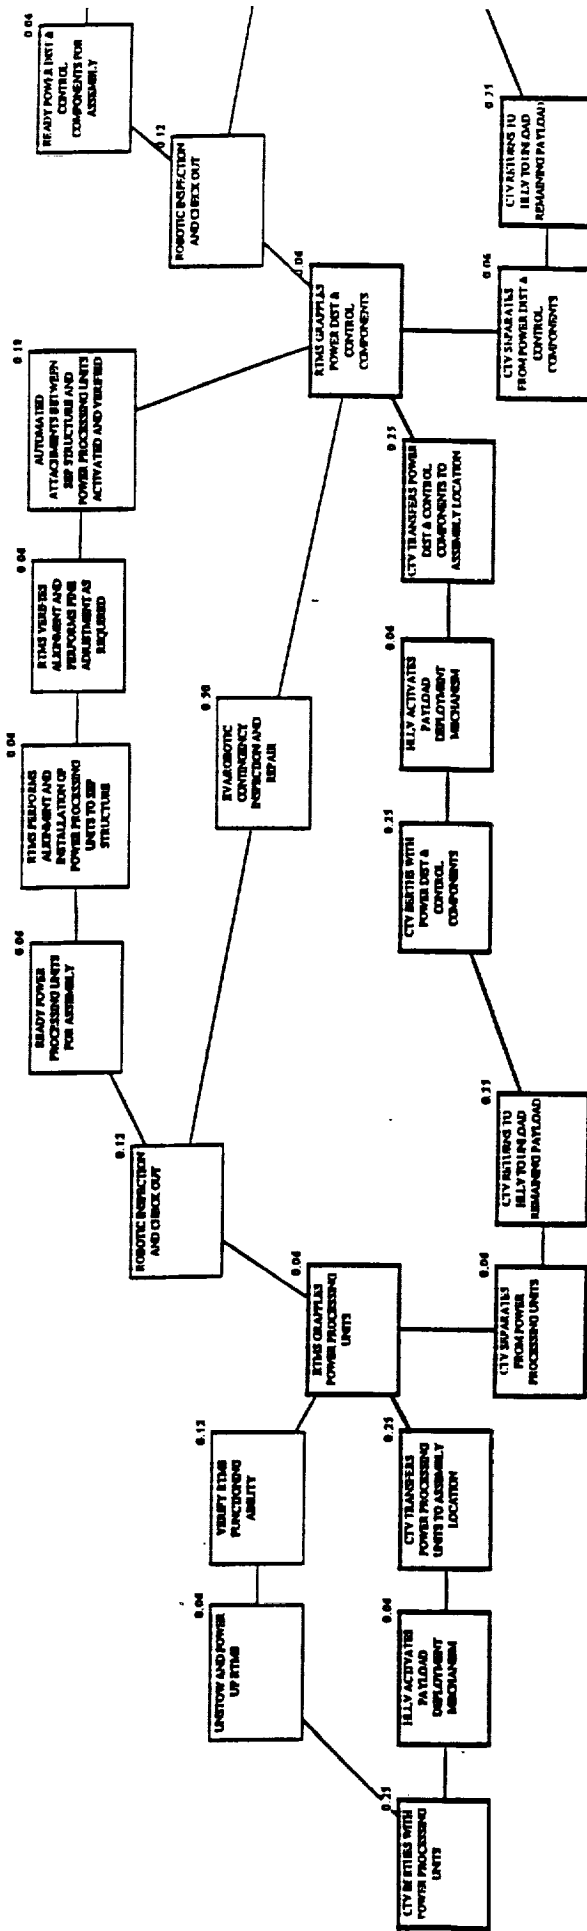 0.25
CTV BERTHS WITH
POWER PROCESSING
UNITS
0.04
UNSTOW AND POWER
UP RTMS
0.04
HLLV ACTIVATES
PAYLOAD
DEPLOYMENT
MECHANISM
0.12
VERIFY RTMS
FUNCTIONING
ABILITY
0.25
CTV TRANSFERS
POWER PROCESSING
UNITS TO ASSEMBLY
LOCATION
0.04
RTMS GRAPPLES
POWER PROCESSING
UNITS
0.04
CTV SEPARATES
FROM POWER
PROCESSING UNITS
0.12
ROBOTIC INSPECTION
AND CHECK OUT
CTV RETURNS TO
HLLV TO UNLOAD
REMAINING PAYLOAD
READY POWER
PROCESSING UNITS
FOR ASSEMBLY
0.04
RTMS PERFORMS
ALIGNMENT AND
INSTALLATION OF
POWER PROCESSING
UNITS TO SEP
STRUCTURE
0.50
EVA/ROBOTIC
CONTINGENCY
INSPECTION AND
REPAIR
0.25
CTV BERTHS WITH
POWER DIST &
CONTROL
COMPONENTS
0.04
RTMS VERIFIES
ALIGNMENT AND
PERFORMS FINE
ADJUSTMENT AS
REQUIRED
0.04
HLLV ACTIVATES
PAYLOAD
DEPLOYMENT
MECHANISM
AUTOMATED
ATTACHMENTS BETWEEN
SEP STRUCTURE AND
POWER PROCESSING UNITS
ACTIVATED AND VERIFIED
0.25
CTV TRANSFERS POWER
DIST & CONTROL
COMPONENTS TO
ASSEMBLY LOCATION
0.04
RTMS GRAPPLES
POWER DIST &
CONTROL
COMPONENTS
0.04
CTV SEPARATES
FROM POWER DIST &
CONTROL
COMPONENTS
0.12
ROBOTIC INSPECTION
AND CHECK OUT
CTV RETURNS TO
HLLV TO UNLOAD
REMAINING PAYLOAD
0.04
READY POWER DIST &
CONTROL
COMPONENTS FOR
ASSEMBLY